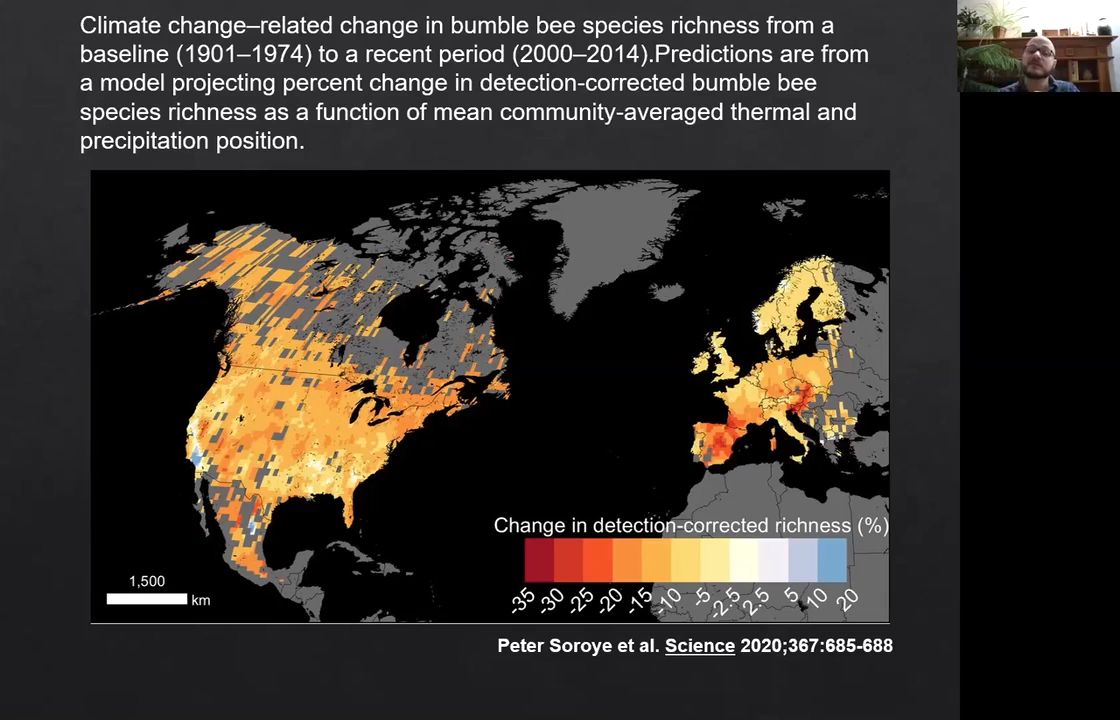 Climate change–related change in bumble bee species richness from a
baseline (1901–1974) to a recent period (2000–2014).Predictions are from
a model projecting percent change in detection-corrected bumble bee
species richness as a function of mean community-averaged thermal and
precipitation position.
Change in detection-corrected richness (%)
-35 -30 -25 -20 -15 -10 -5 -2.5 2.5 5 10 20
1,500
km
Peter Soroye et al. Science 2020;367:685-688